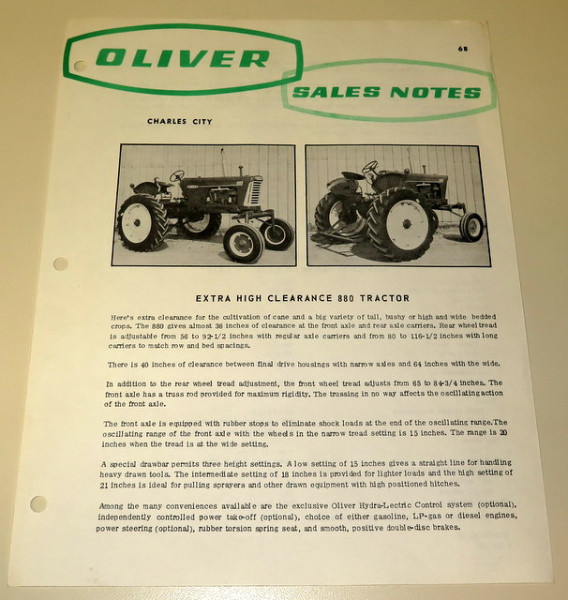 OLIVER
6B
SALES NOTES
CHARLES CITY
EXTRA HIGH CLEARANCE 880 TRACTOR
Here's extra clearance for the cultivation of cane and a big variety of tall, bushy or high and wide bedded
crops. The 880 gives almost 36 inches of clearance at the front axle and rear axle carriers. Rear wheel tread
is adjustable from 56 to 92-1/2 inches with regular axle carriers and from 80 to 116-1/2 inches with long
carriers to match row and bed spacings.
There is 40 inches of clearance between final drive housings with narrow axles and 64 inches with the wide.
In addition to the rear wheel tread adjustment, the front wheel tread adjusts from 65 to 84-3/4 inches. The
front axle has a truss rod provided for maximum rigidity. The trussing in no way affects the oscillating action
of the front axle.
The front axle is equipped with rubber stops to eliminate shock loads at the end of the oscillating range. The
oscillating range of the front axle with the wheels in the narrow tread setting is 15 inches. The range is 20
inches when the tread is at the wide setting.
A special drawbar permits three height settings. A low setting of 15 inches gives a straight line for handling
heavy drawn tools. The intermediate setting of 18 inches is provided for lighter loads and the high setting of
21 inches is ideal for pulling sprayers and other drawn equipment with high positioned hitches.
Among the many conveniences available are the exclusive Oliver Hydra-Lectric Control system (optional),
independently controlled power take-off (optional), choice of either gasoline, LP-gas or diesel engines,
power steering (optional), rubber torsion spring seat, and smooth, positive double-disc brakes.